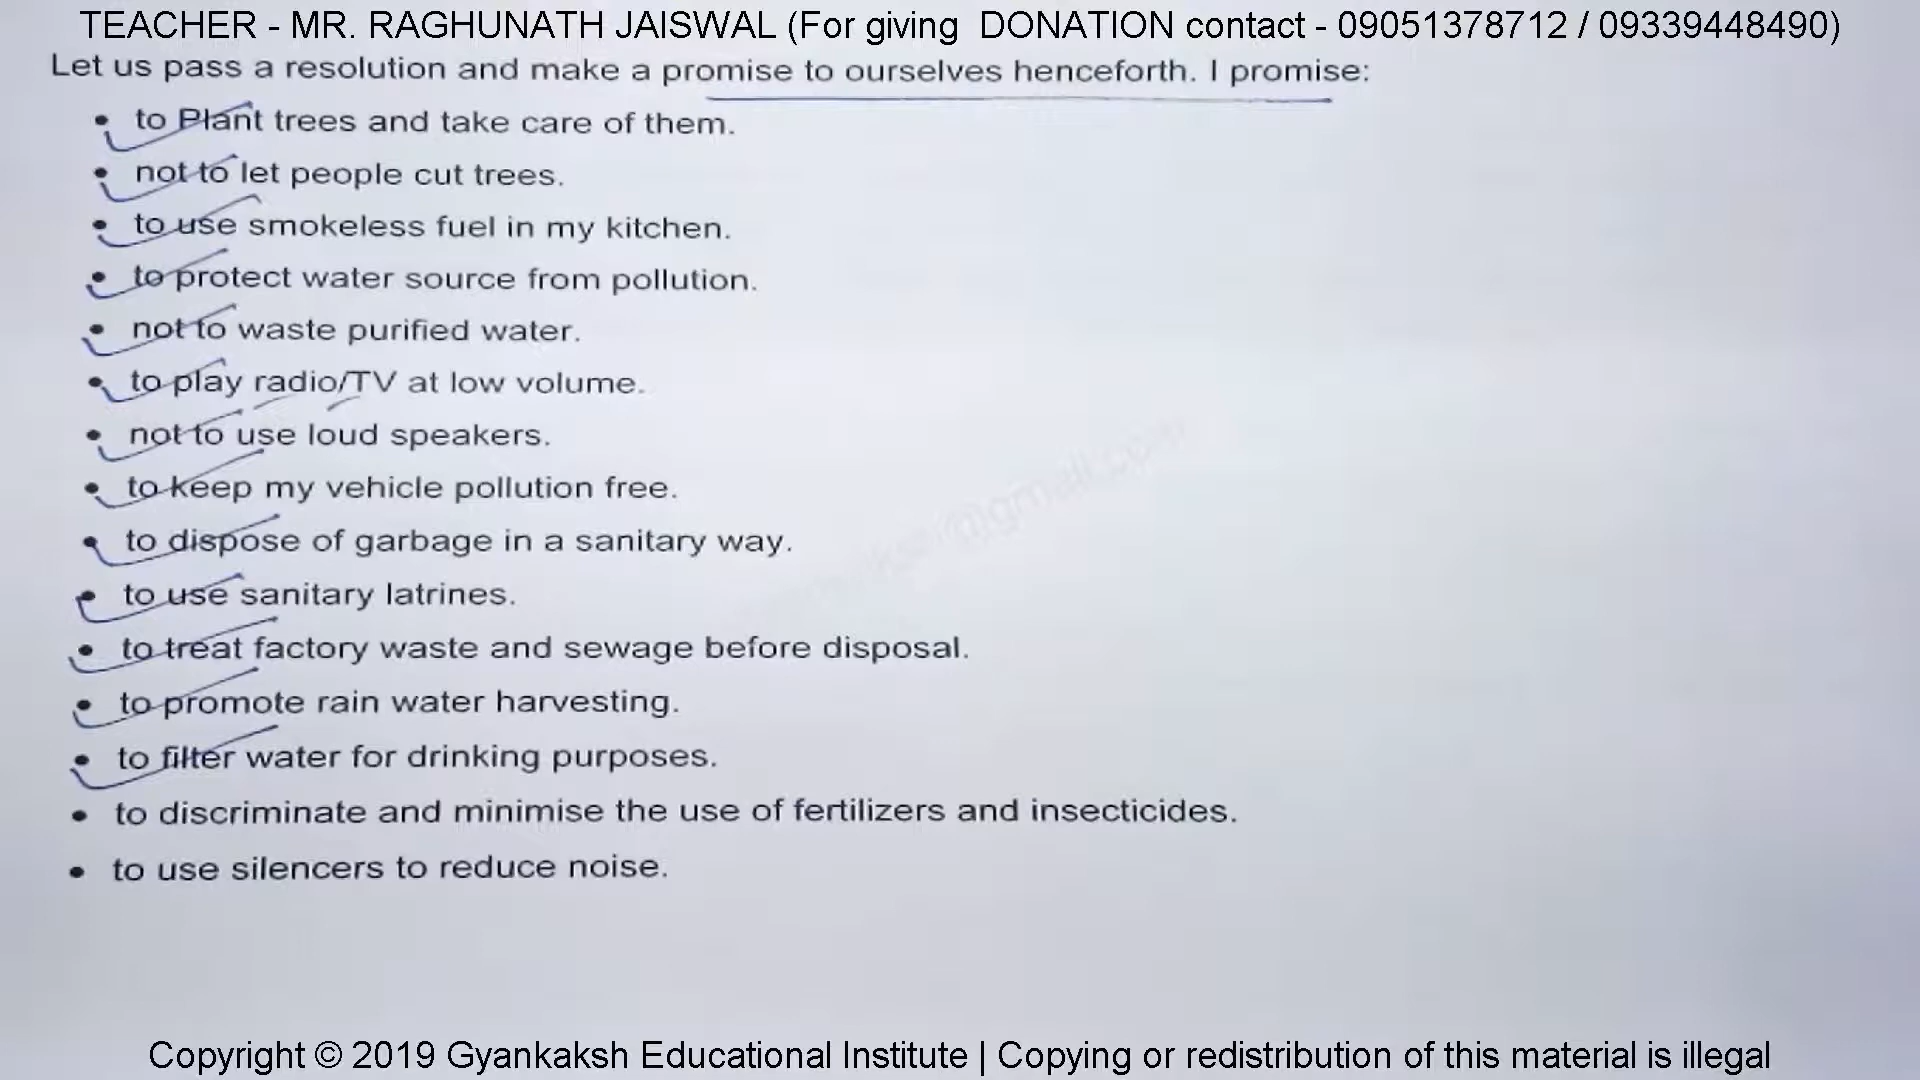 TEACHER - MR. RAGHUNATH JAISWAL (For giving DONATION contact - 09051378712 / 09339448490)
Let us pass a resolution and make a promise to ourselves henceforth. I promise:
• to Plant trees and take care of them.
• not to let people cut trees.
• to use smokeless fuel in my kitchen.
• to protect water source from pollution.
• not to waste purified water.
• to play radio/TV at low volume.
• not to use loud speakers.
• to keep my vehicle pollution free.
• to dispose of garbage in a sanitary way.
• to use sanitary latrines.
• to treat factory waste and sewage before disposal.
• to promote rain water harvesting.
• to filter water for drinking purposes.
• to discriminate and minimise the use of fertilizers and insecticides.
• to use silencers to reduce noise.
Copyright © 2019 Gyankaksh Educational Institute | Copying or redistribution of this material is illegal